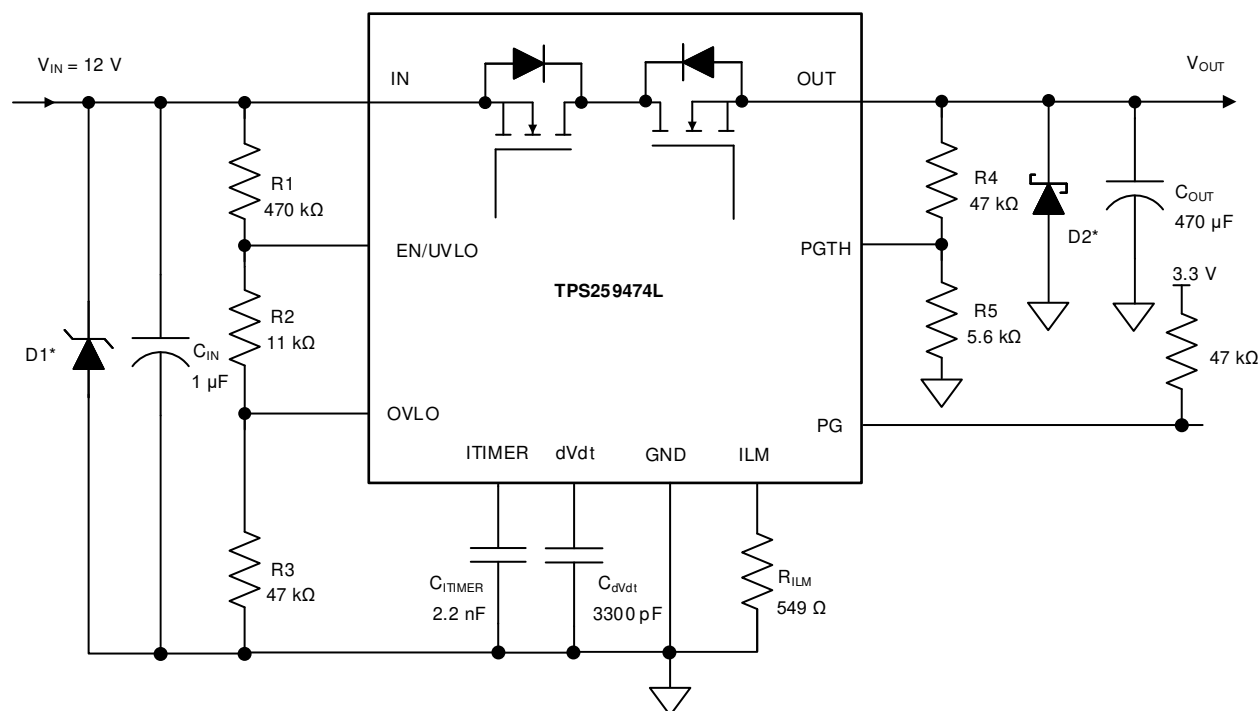 V_IN = 12 V
IN
OUT
V_OUT
R1
470 kΩ
R4
47 kΩ
C_OUT
470 µF
D2*
EN/UVLO
PGTH
TPS259474L
3.3 V
R2
11 kΩ
R5
5.6 kΩ
D1*
C_IN
1 µF
47 kΩ
OVLO
PG
ITIMER
dVdt
GND
ILM
R3
47 kΩ
C_ITIMER
2.2 nF
C_dVdt
3300 pF
R_ILM
549 Ω